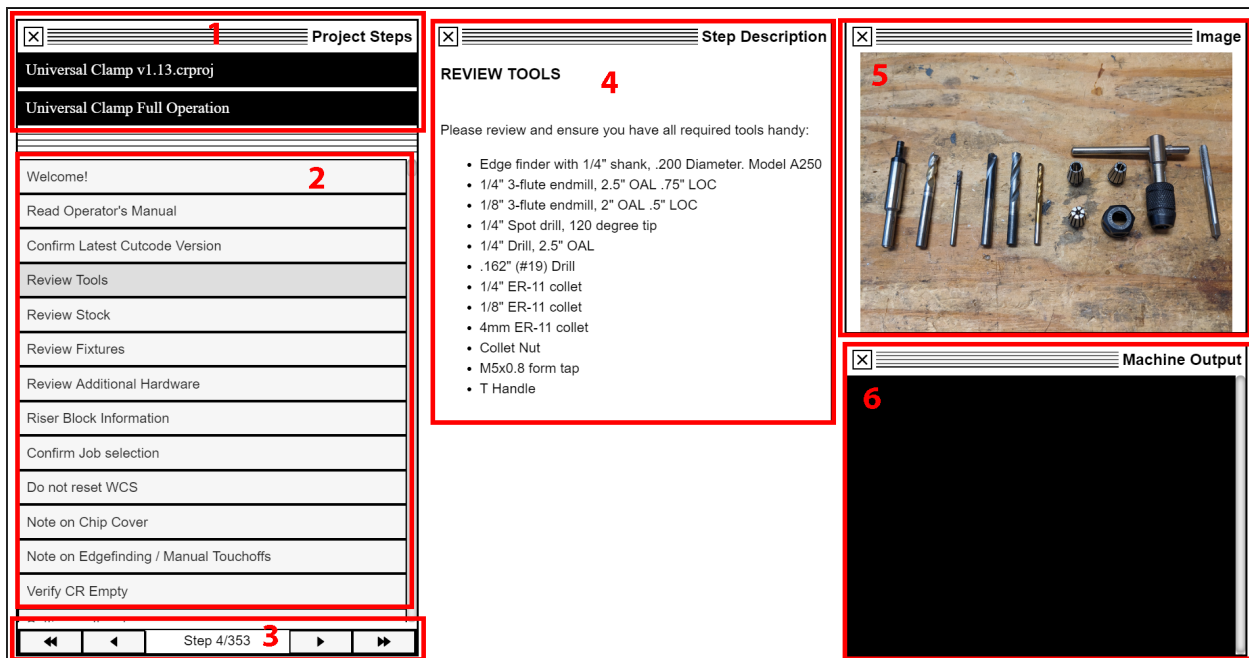 1
Project Steps
Universal Clamp v1.13.crproj
Universal Clamp Full Operation
2
Welcome!
Read Operator's Manual
Confirm Latest Cutcode Version
Review Tools
Review Stock
Review Fixtures
Review Additional Hardware
Riser Block Information
Confirm Job selection
Do not reset WCS
Note on Chip Cover
Note on Edgefinding / Manual Touchoffs
Verify CR Empty
Step 4/353
3
Step Description
REVIEW TOOLS
4
Please review and ensure you have all required tools handy:
• Edge finder with 1/4" shank, .200 Diameter. Model A250
• 1/4" 3-flute endmill, 2.5" OAL .75" LOC
• 1/8" 3-flute endmill, 2" OAL .5" LOC
• 1/4" Spot drill, 120 degree tip
• 1/4" Drill, 2.5" OAL
• .162" (#19) Drill
• 1/4" ER-11 collet
• 1/8" ER-11 collet
• 4mm ER-11 collet
• Collet Nut
• M5x0.8 form tap
• T Handle
Image
5
Machine Output
6